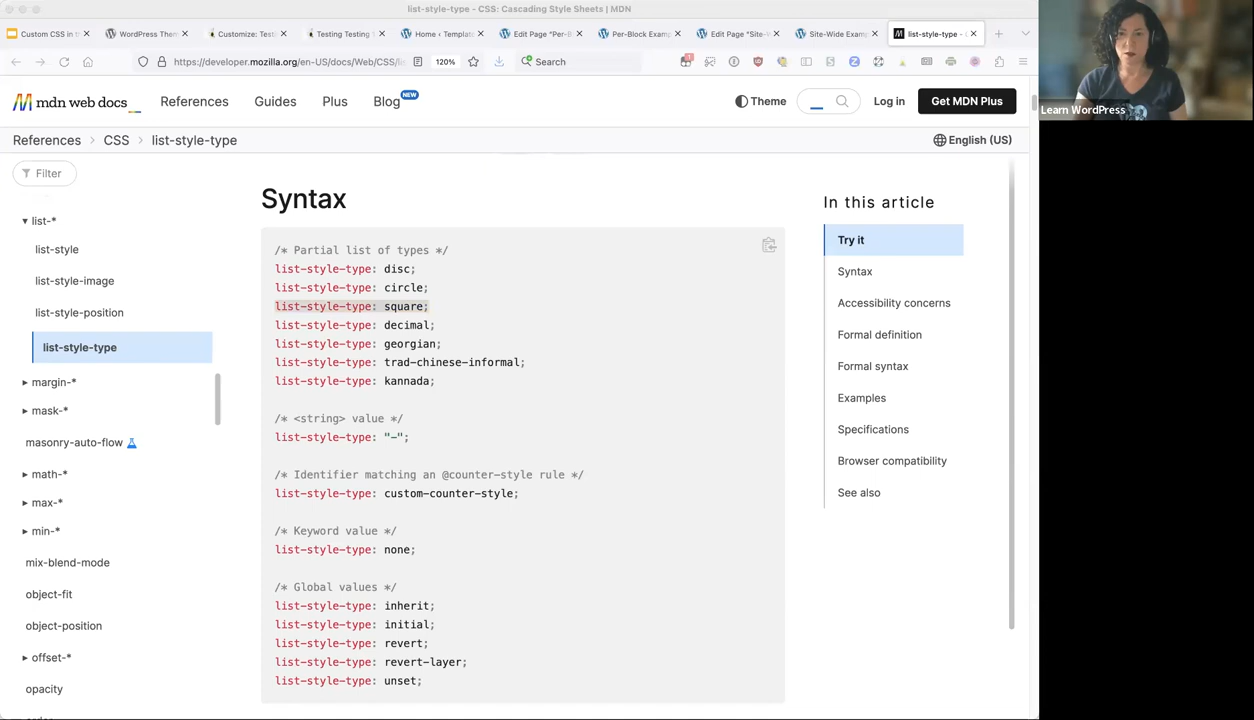 list-style-type - CSS: Cascading Style Sheets | MDN
Custom CSS in t
WordPress Them
Customize: Testi
Testing Testing
Home ‹ Templat
Edit Page "Per-B
Per-Block Exam
Edit Page "Site-W
Site-Wide Exam
list-style-type -
https://developer.mozilla.org/en-US/docs/Web/CSS/li
120%
Search
mdn web docs_
References
Guides
Plus
Blog
NEW
Theme
Log in
Get MDN Plus
Learn WordPress
References
CSS
list-style-type
English (US)
Filter
list-*
list-style
list-style-image
list-style-position
list-style-type
margin-*
mask-*
masonry-auto-flow
math-*
max-*
min-*
mix-blend-mode
object-fit
object-position
offset-*
opacity
Syntax
/* Partial list of types */
list-style-type: disc;
list-style-type: circle;
list-style-type: square;
list-style-type: decimal;
list-style-type: georgian;
list-style-type: trad-chinese-informal;
list-style-type: kannada;
/* <string> value */
list-style-type: "-";
/* Identifier matching an @counter-style rule */
list-style-type: custom-counter-style;
/* Keyword value */
list-style-type: none;
/* Global values */
list-style-type: inherit;
list-style-type: initial;
list-style-type: revert;
list-style-type: revert-layer;
list-style-type: unset;
In this article
Try it
Syntax
Accessibility concerns
Formal definition
Formal syntax
Examples
Specifications
Browser compatibility
See also